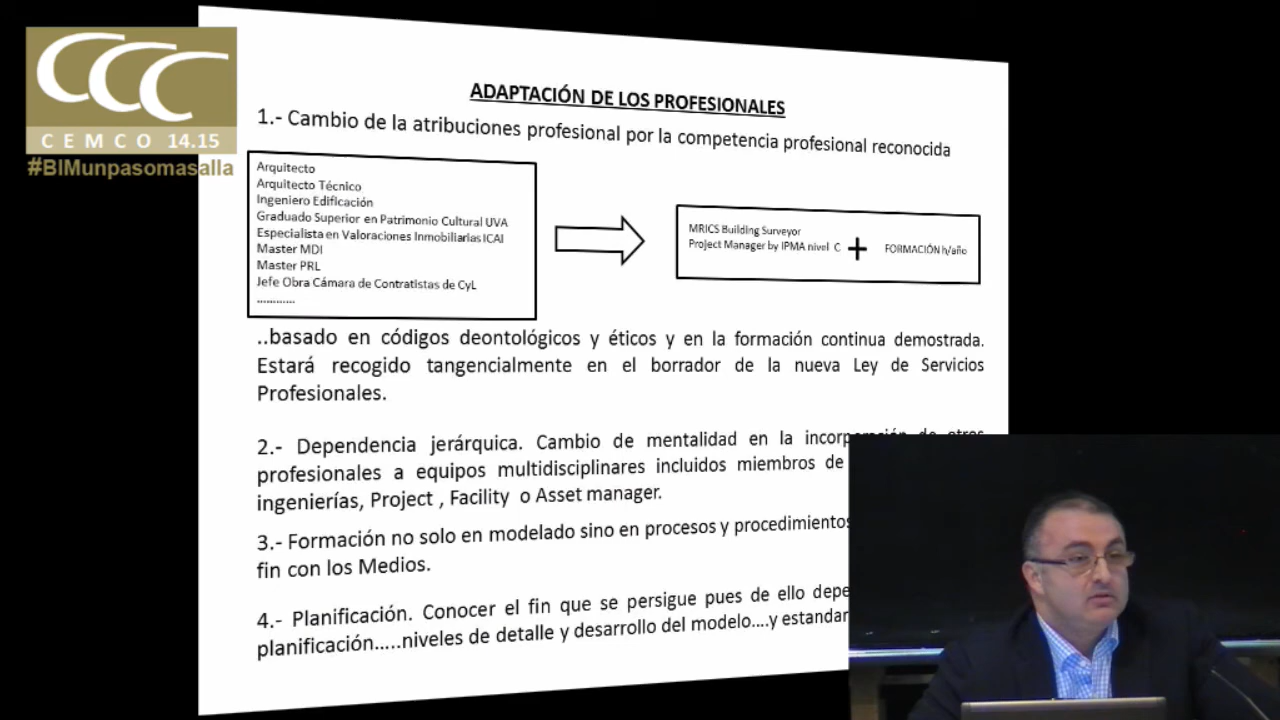 CCC
CEMCO 14.15
#BIMunpasomasalla
ADAPTACIÓN DE LOS PROFESIONALES
1.- Cambio de la atribuciones profesional por la competencia profesional reconocida
Arquitecto
Arquitecto Técnico
Ingeniero Edificación
Graduado Superior en Patrimonio Cultural UVA
Especialista en Valoraciones Inmobiliarias ICAI
Master MDI
Master PRL
Jefe Obra Cámara de Contratistas de CyL
............
MRICS Building Surveyor
Project Manager by IPMA nivel C
+
FORMACIÓN h/año
..basado en códigos deontológicos y éticos y en la formación continua demostrada.
Estará recogido tangencialmente en el borrador de la nueva Ley de Servicios
Profesionales.
2.- Dependencia jerárquica. Cambio de mentalidad en la
profesionales a equipos multidisciplinares incluidos miembros de
ingenierías, Project , Facility o Asset manager.
3.- Formación no solo en modelado sino en procesos y procedimientos
fin con los Medios.
4.- Planificación. Conocer el fin que se persigue pues de ello
planificación.....niveles de detalle y desarrollo del modelo....y